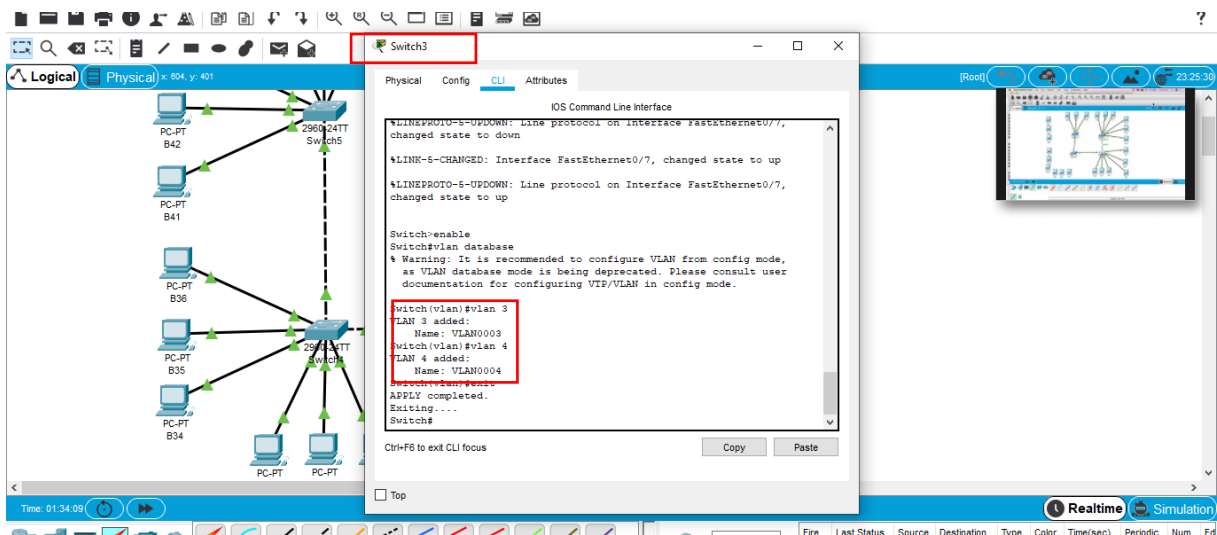 ?
Switch3
Logical
Physical
x: 604, y: 401
[Root]
23:25:30
Physical Config CLI Attributes
IOS Command Line Interface
%LINEPROTO-5-UPDOWN: Line protocol on Interface FastEthernet0/7,
changed state to down
%LINK-5-CHANGED: Interface FastEthernet0/7, changed state to up
%LINEPROTO-5-UPDOWN: Line protocol on Interface FastEthernet0/7,
changed state to up
Switch>enable
Switch#vlan database
% Warning: It is recommended to configure VLAN from config mode,
as VLAN database mode is being deprecated. Please consult user
documentation for configuring VTP/VLAN in config mode.
Switch(vlan)#vlan 3
VLAN 3 added:
Name: VLAN0003
Switch(vlan)#vlan 4
VLAN 4 added:
Name: VLAN0004
Switch(vlan)#exit
APPLY completed.
Exiting....
Switch#
Ctrl+F6 to exit CLI focus
Copy
Paste
Top
PC-PT
B42
2960-24TT
Switch5
PC-PT
B41
PC-PT
B36
PC-PT
B35
2960-24TT
Switch4
PC-PT
B34
PC-PT
PC-PT
Time: 01:34:09
Realtime
Simulation
Fire Last Status Source Destination Type Color Time(sec) Periodic Num Ed